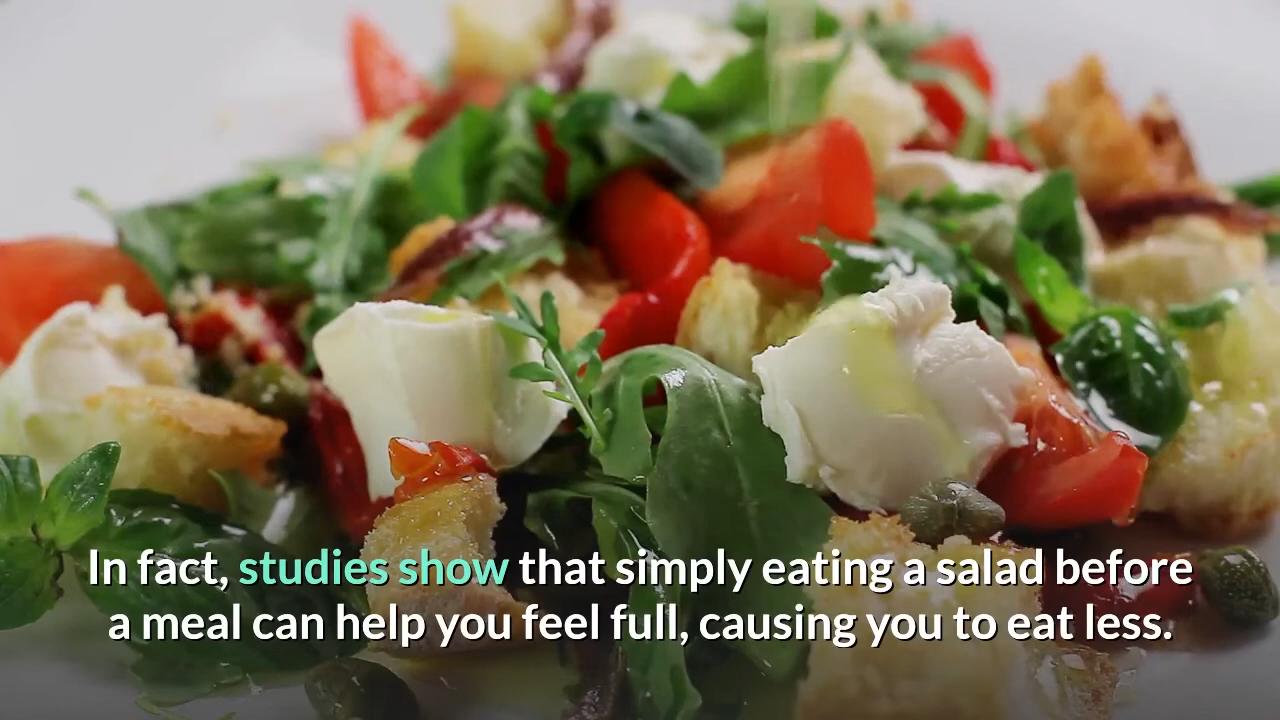 In fact, studies show that simply eating a salad before
a meal can help you feel full, causing you to eat less.